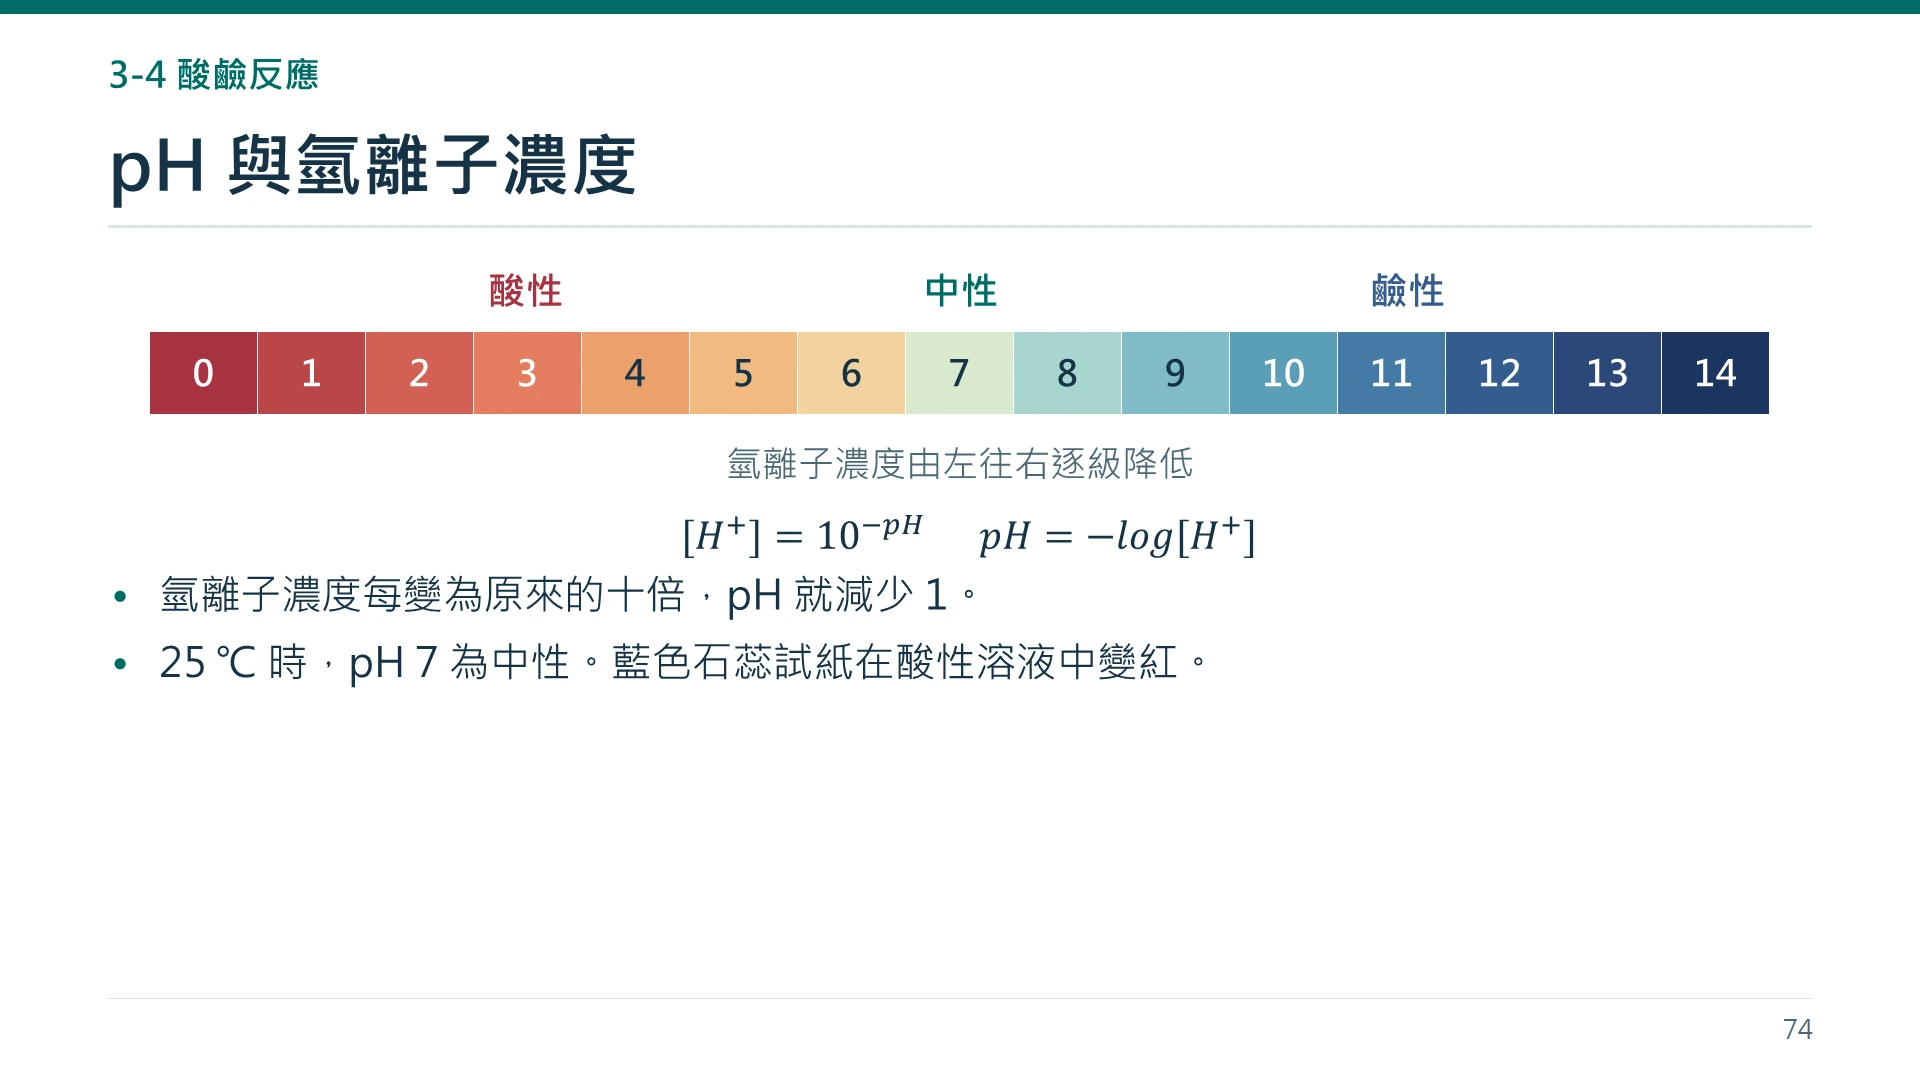 3-4 酸鹼反應
pH 與氫離子濃度
酸性 中性 鹼性
0 1 2 3 4 5 6 7 8 9 10 11 12 13 14
氫離子濃度由左往右逐級降低
[H⁺] = 10⁻ᵖᴴ pH = −log[H⁺]
• 氫離子濃度每變為原來的十倍，pH 就減少 1。
• 25 ℃ 時，pH 7 為中性。藍色石蕊試紙在酸性溶液中變紅。
74